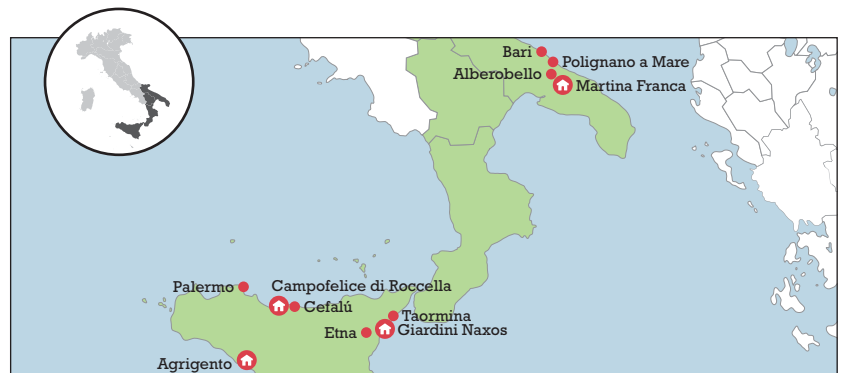 Bari
Polignano a Mare
Alberobello
Martina Franca
Palermo
Campofelice di Roccella
Cefalú
Taormina
Etna
Giardini Naxos
Agrigento